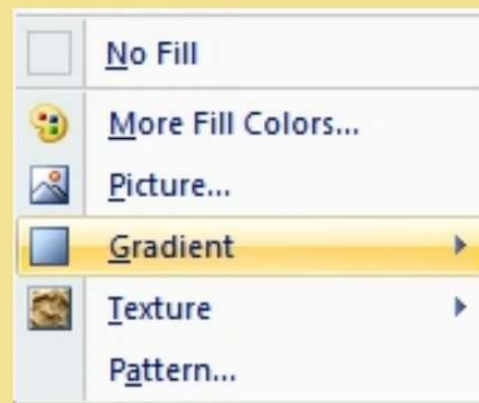 No Fill
More Fill Colors...
Picture...
Gradient
Texture
Pattern...